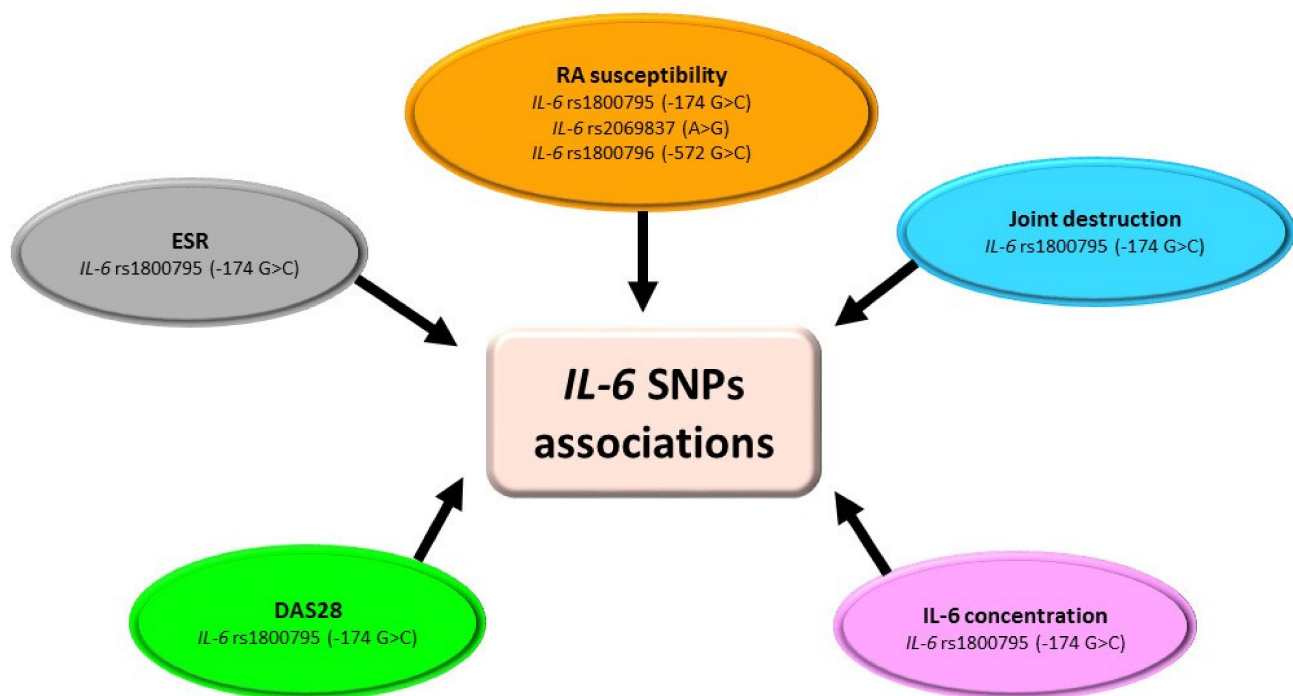 RA susceptibility
IL-6 rs1800795 (-174 G>C)
IL-6 rs2069837 (A>G)
IL-6 rs1800796 (-572 G>C)
ESR
IL-6 rs1800795 (-174 G>C)
Joint destruction
IL-6 rs1800795 (-174 G>C)
IL-6 SNPs
associations
DAS28
IL-6 rs1800795 (-174 G>C)
IL-6 concentration
IL-6 rs1800795 (-174 G>C)